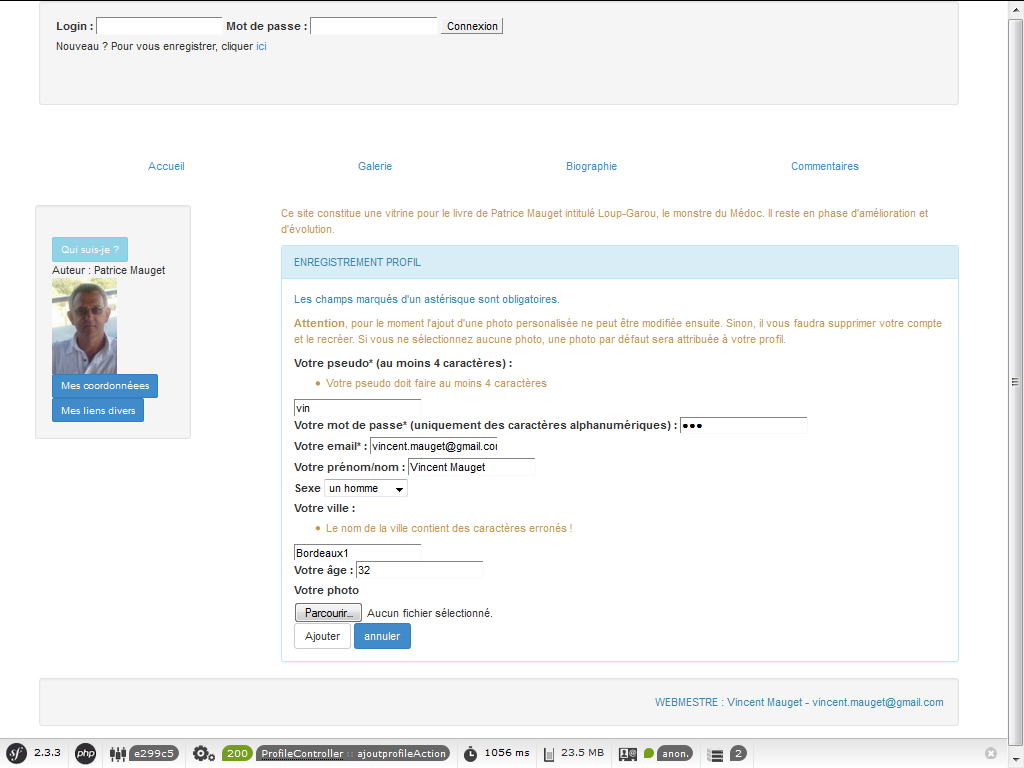 Login : Mot de passe : Connexion
Nouveau ? Pour vous enregistrer, cliquer ici
Accueil Galerie Biographie Commentaires
Qui suis-je ?
Auteur : Patrice Mauget
Mes coordonnéees
Mes liens divers
Ce site constitue une vitrine pour le livre de Patrice Mauget intitulé Loup-Garou, le monstre du Médoc. Il reste en phase d'amélioration et
d'évolution.
ENREGISTREMENT PROFIL
Les champs marqués d'un astérisque sont obligatoires.
Attention, pour le moment l'ajout d'une photo personalisée ne peut être modifiée ensuite. Sinon, il vous faudra supprimer votre compte
et le recréer. Si vous ne sélectionnez aucune photo, une photo par défaut sera attribuée à votre profil.
Votre pseudo* (au moins 4 caractères) :
• Votre pseudo doit faire au moins 4 caractères
vin
Votre mot de passe* (uniquement des caractères alphanumériques) : ●●●
Votre email* : vincent.mauget@gmail.com
Votre prénom/nom : Vincent Mauget
Sexe un homme
Votre ville :
• Le nom de la ville contient des caractères erronés !
Bordeaux1
Votre âge : 32
Votre photo
Parcourir... Aucun fichier sélectionné.
Ajouter annuler
WEBMESTRE : Vincent Mauget - vincent.mauget@gmail.com
sf 2.3.3 php e299c5 200 ProfileController :: ajoutprofileAction 1056 ms 23.5 MB anon. 2